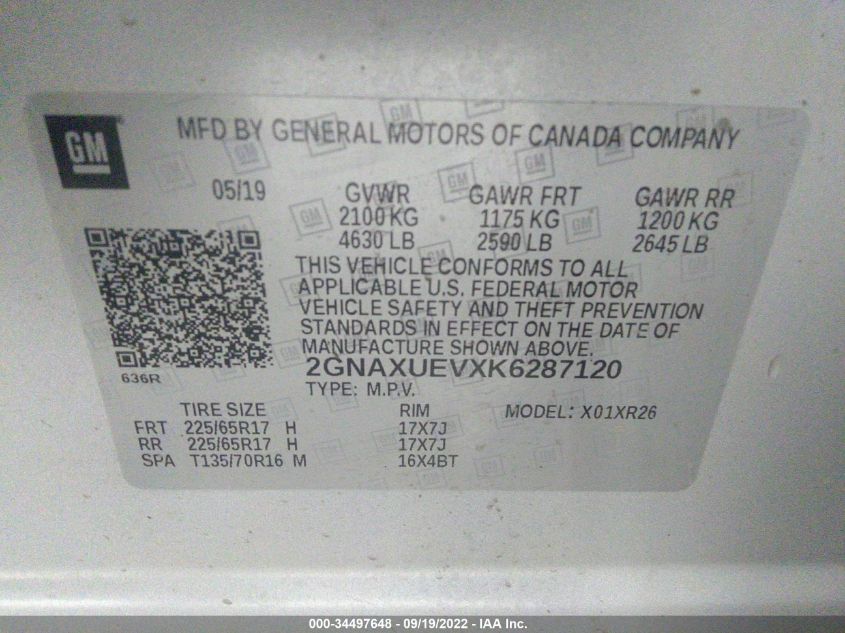 GM
MFD BY GENERAL MOTORS OF CANADA COMPANY
05/19 GVWR GAWR FRT GAWR RR
2100 KG 1175 KG 1200 KG
4630 LB 2590 LB 2645 LB
THIS VEHICLE CONFORMS TO ALL
APPLICABLE U.S. FEDERAL MOTOR
VEHICLE SAFETY AND THEFT PREVENTION
STANDARDS IN EFFECT ON THE DATE OF
MANUFACTURE SHOWN ABOVE.
636R
2GNAXUEVXK6287120
TYPE: M.P.V.
TIRE SIZE RIM MODEL: X01XR26
FRT 225/65R17 H 17X7J
RR 225/65R17 H 17X7J
SPA T135/70R16 M 16X4BT
000-34497648 - 09/19/2022 - IAA Inc.